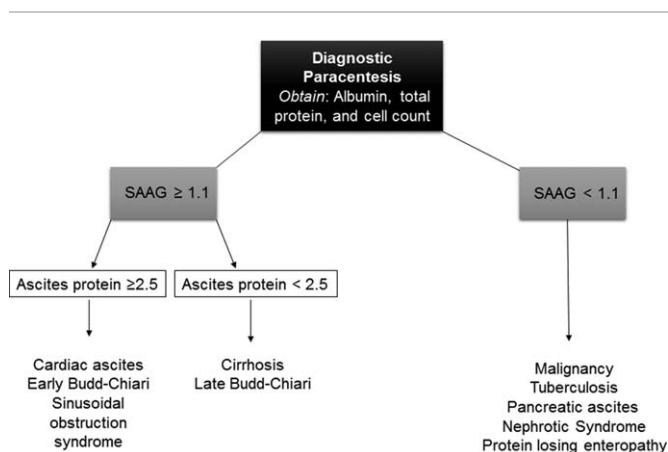 Diagnostic
Paracentesis
Obtain: Albumin, total
protein, and cell count
SAAG ≥ 1.1
SAAG < 1.1
Ascites protein ≥2.5
Ascites protein < 2.5
Cardiac ascites
Early Budd-Chiari
Sinusoidal
obstruction
syndrome
Cirrhosis
Late Budd-Chiari
Malignancy
Tuberculosis
Pancreatic ascites
Nephrotic Syndrome
Protein losing enteropathy